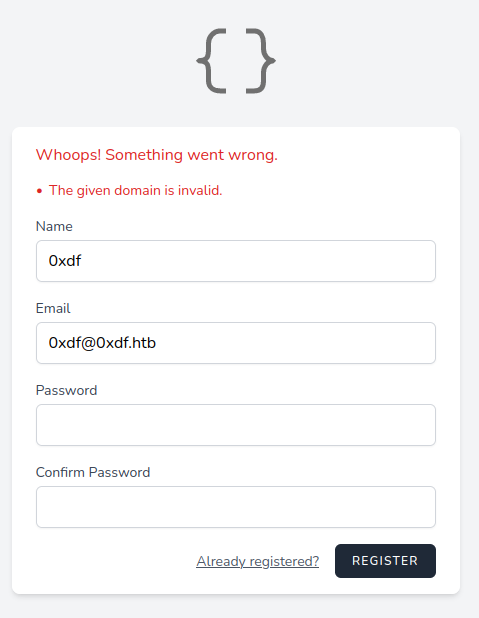 { }
Whoops! Something went wrong.
• The given domain is invalid.
Name
0xdf
Email
0xdf@0xdf.htb
Password
Confirm Password
Already registered? REGISTER